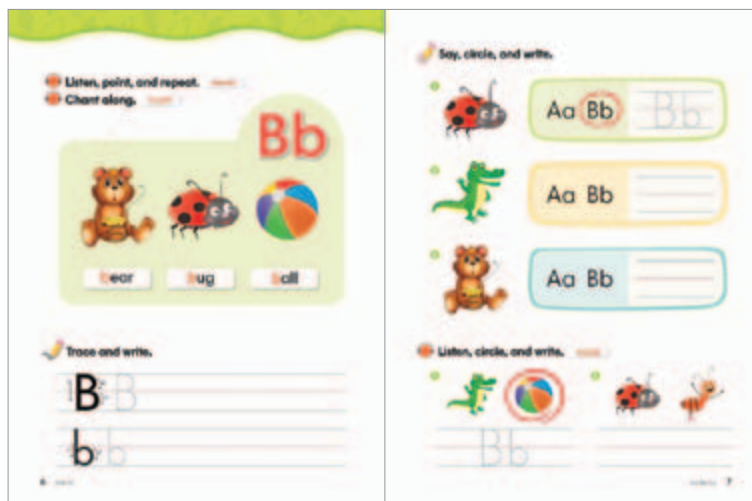 Listen, point, and repeat.
Chant along.
Bb
bear bug ball
Trace and write.
B B
b b
6
Say, circle, and write.
Aa Bb Bb
Aa Bb
Aa Bb
Listen, circle, and write.
Bb
7